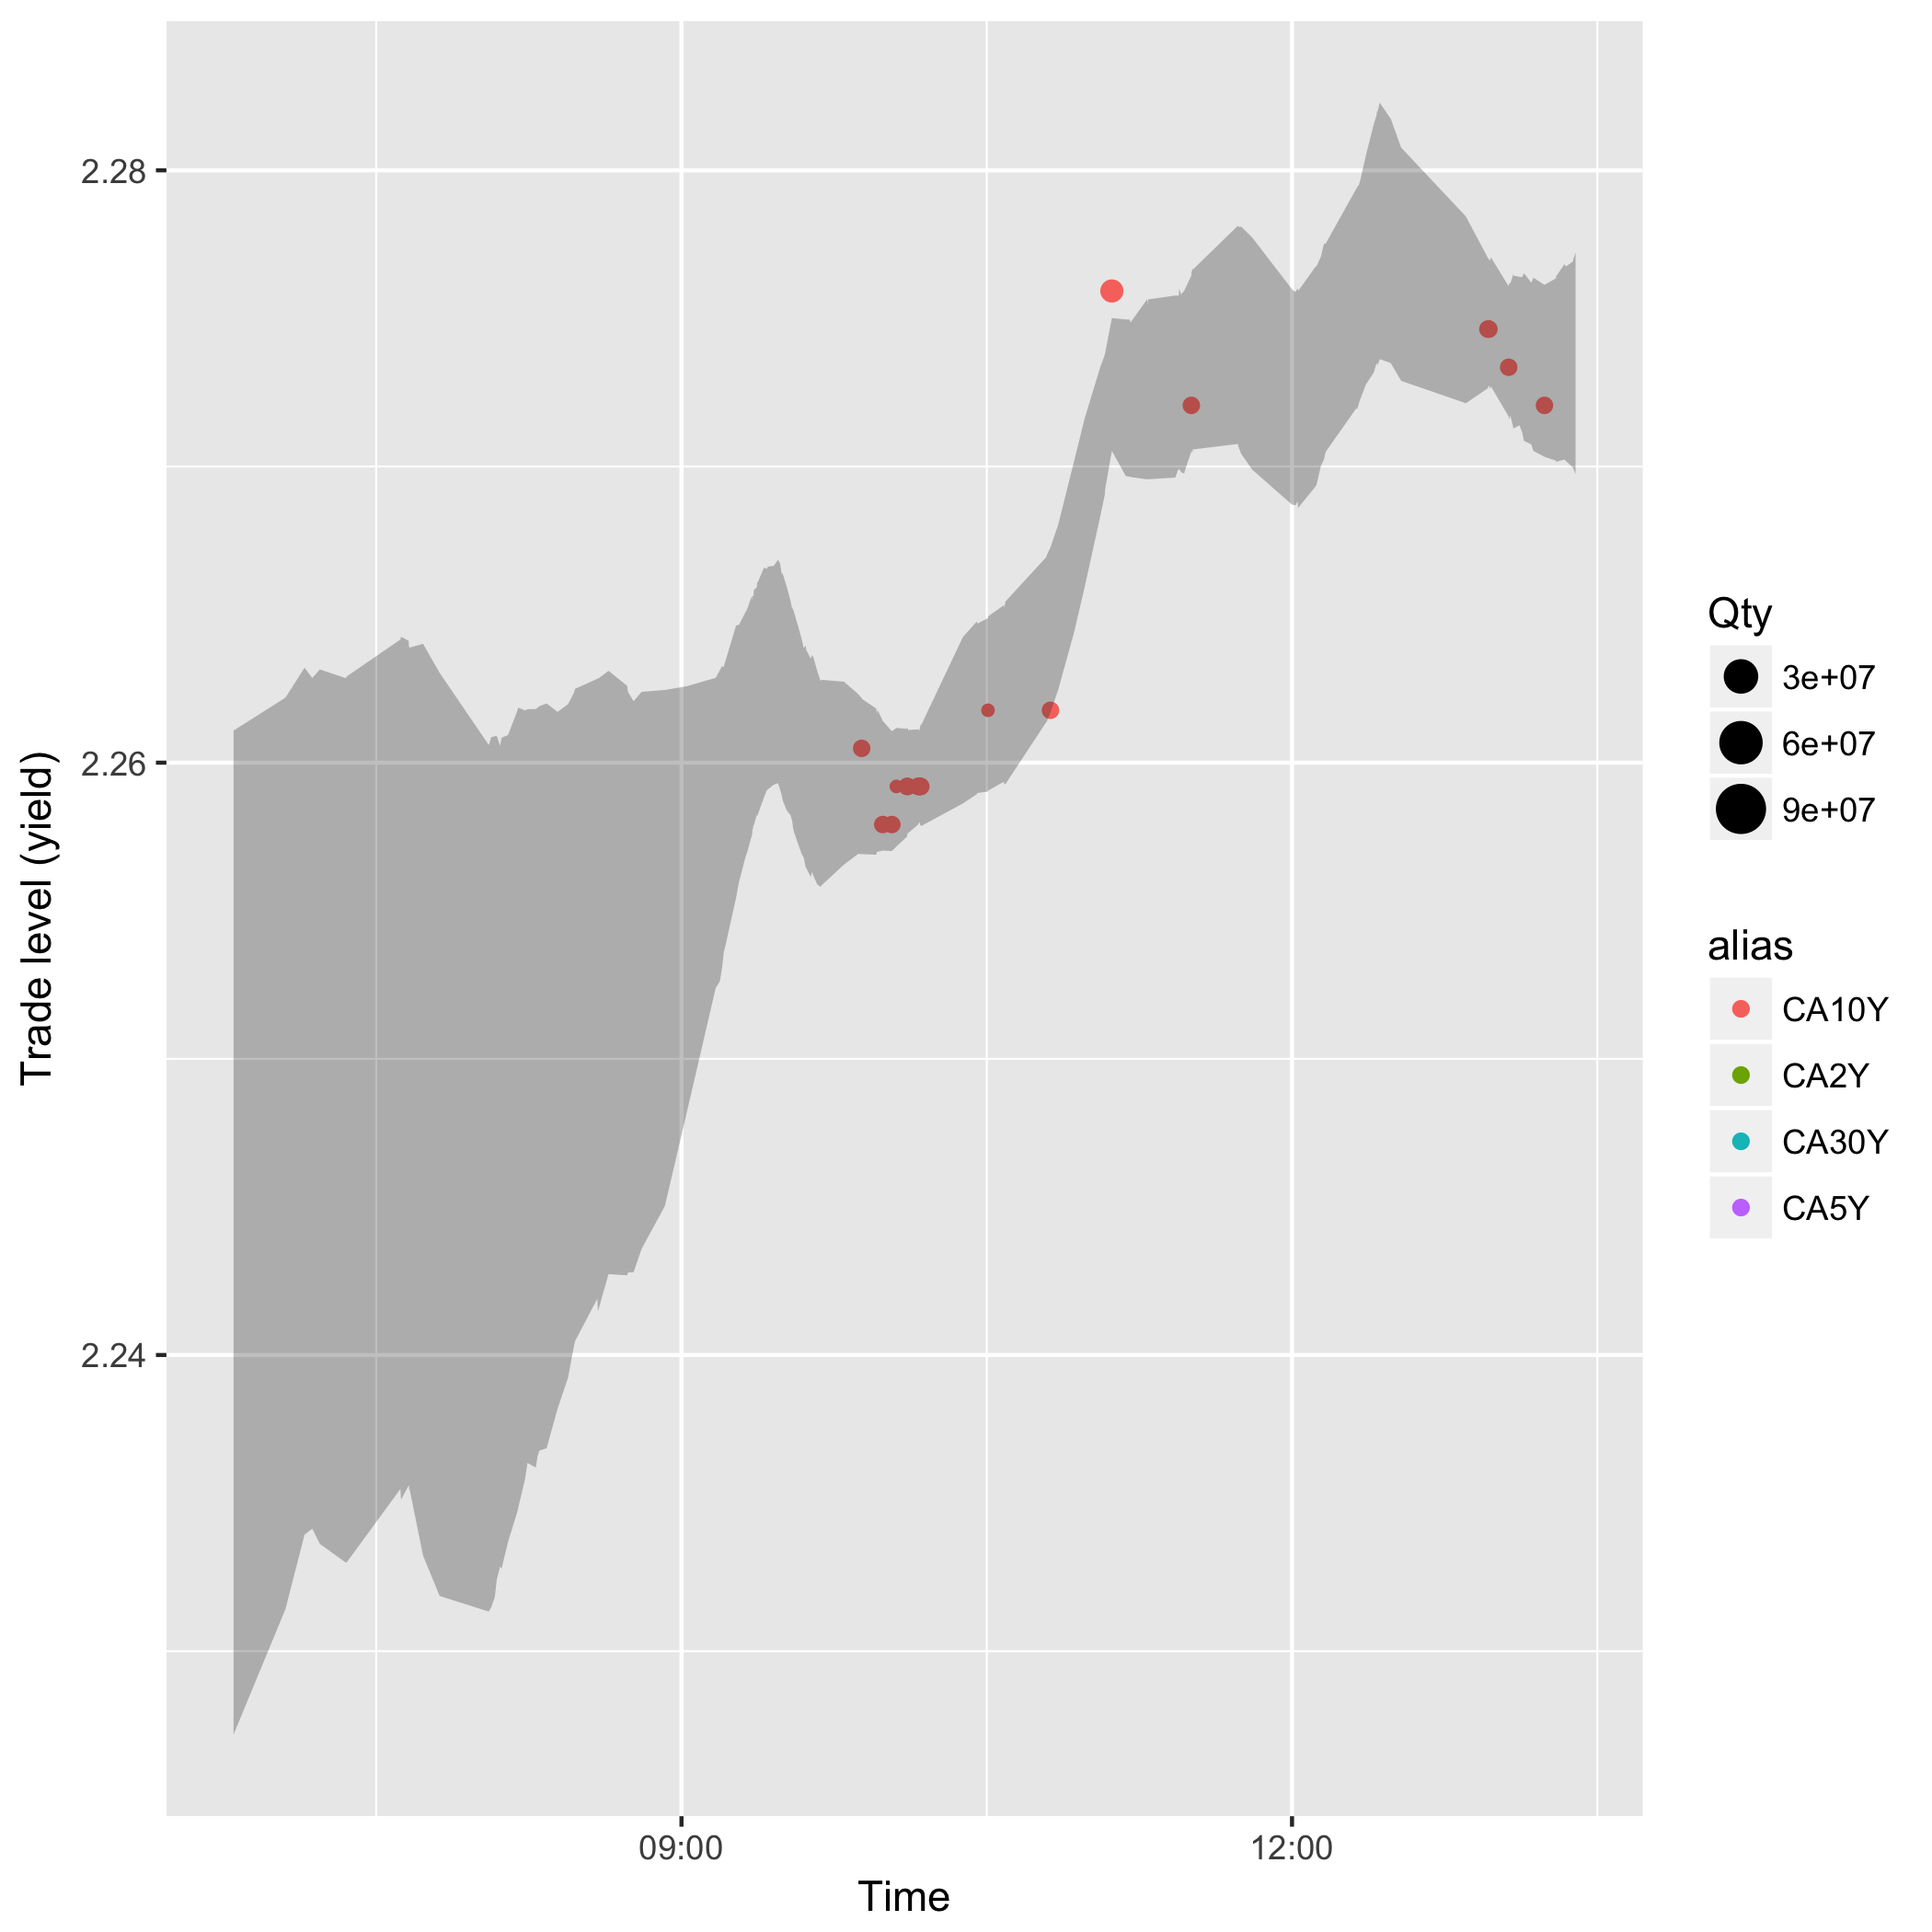 2.28
2.26
2.24
Trade level (yield)
09:00
12:00
Time
Qty
3e+07
6e+07
9e+07
alias
CA10Y
CA2Y
CA30Y
CA5Y